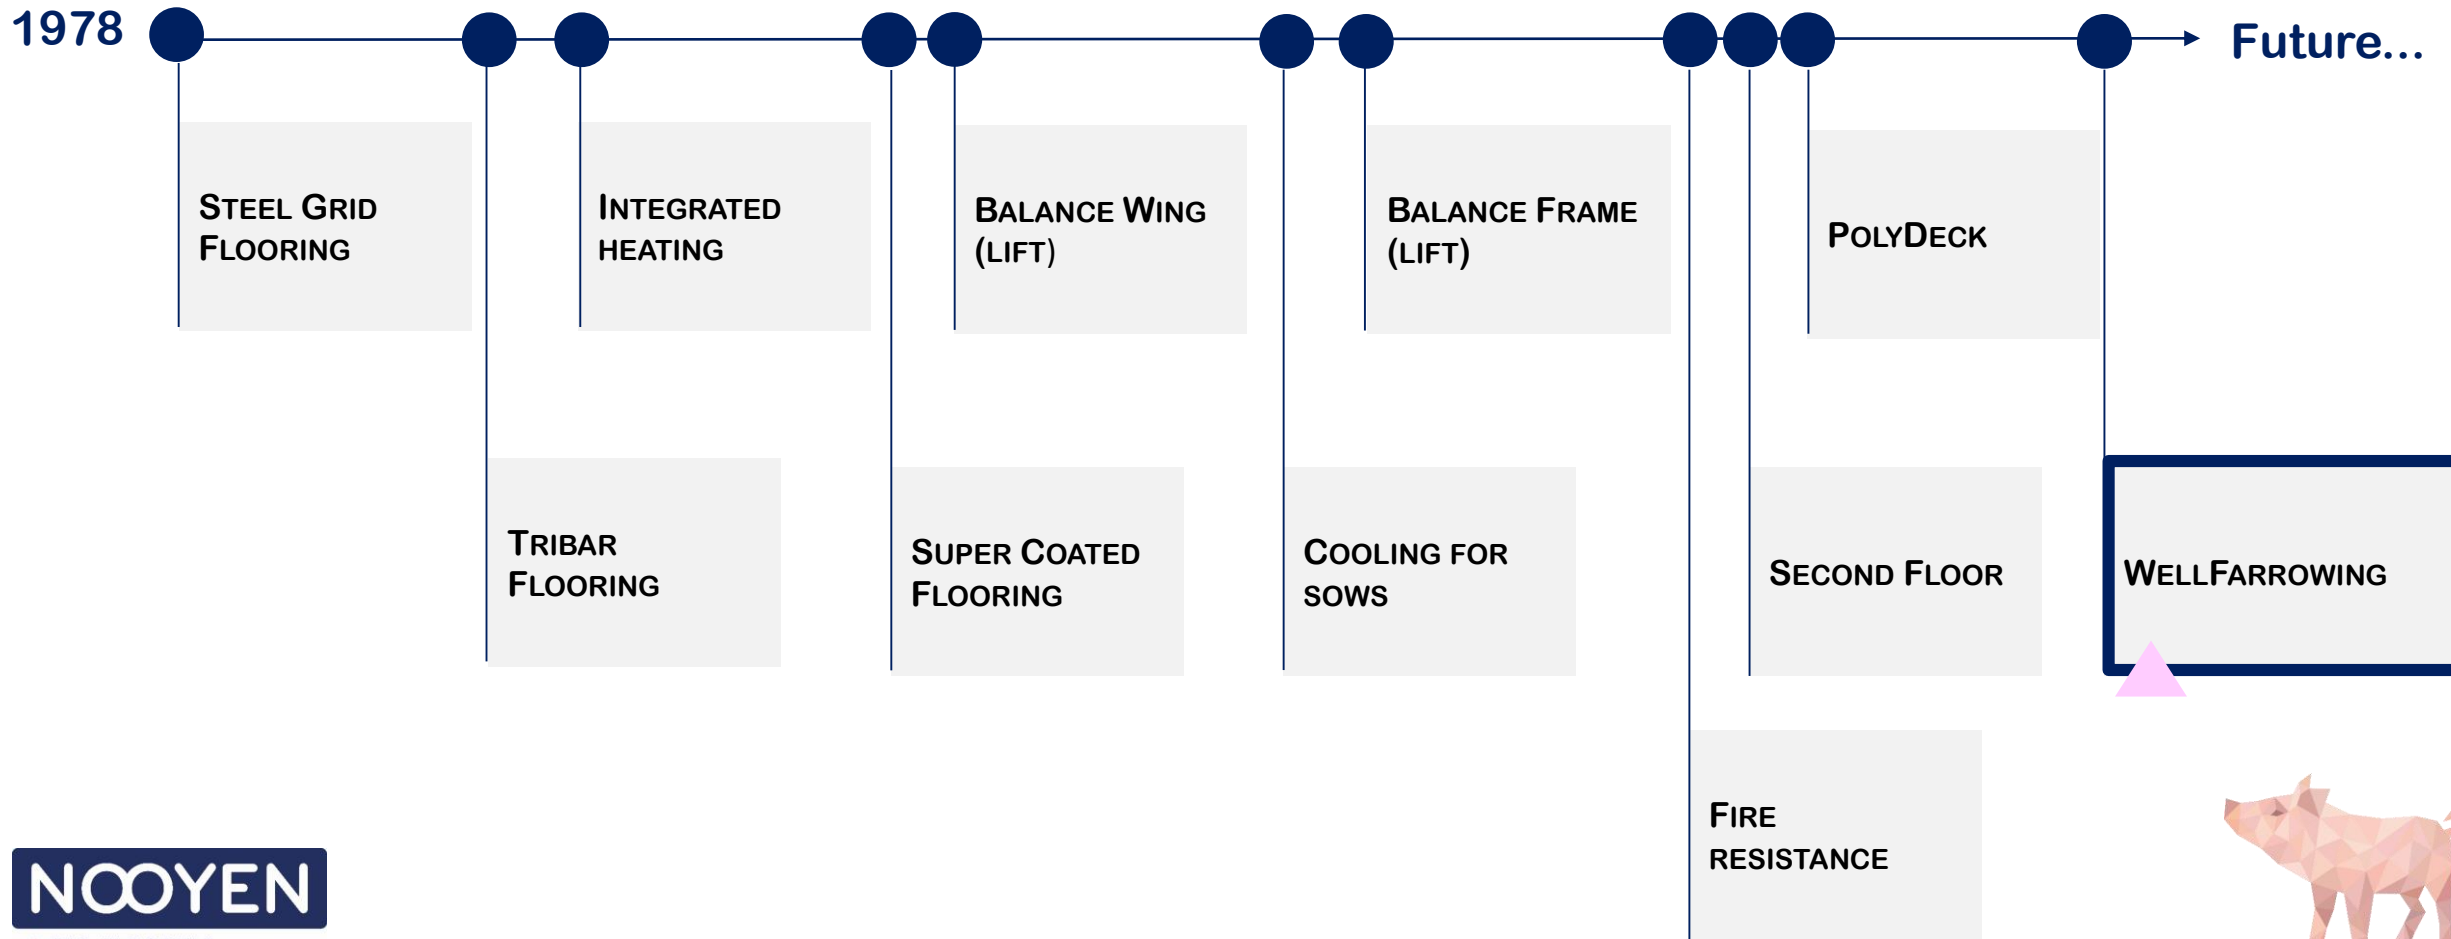 1978
Future...
STEEL GRID
FLOORING
INTEGRATED
HEATING
BALANCE WING
(LIFT)
BALANCE FRAME
(LIFT)
POLYDECK
TRIBAR
FLOORING
SUPER COATED
FLOORING
COOLING FOR
SOWS
SECOND FLOOR
WELLFARROWING
FIRE
RESISTANCE
NOOYEN